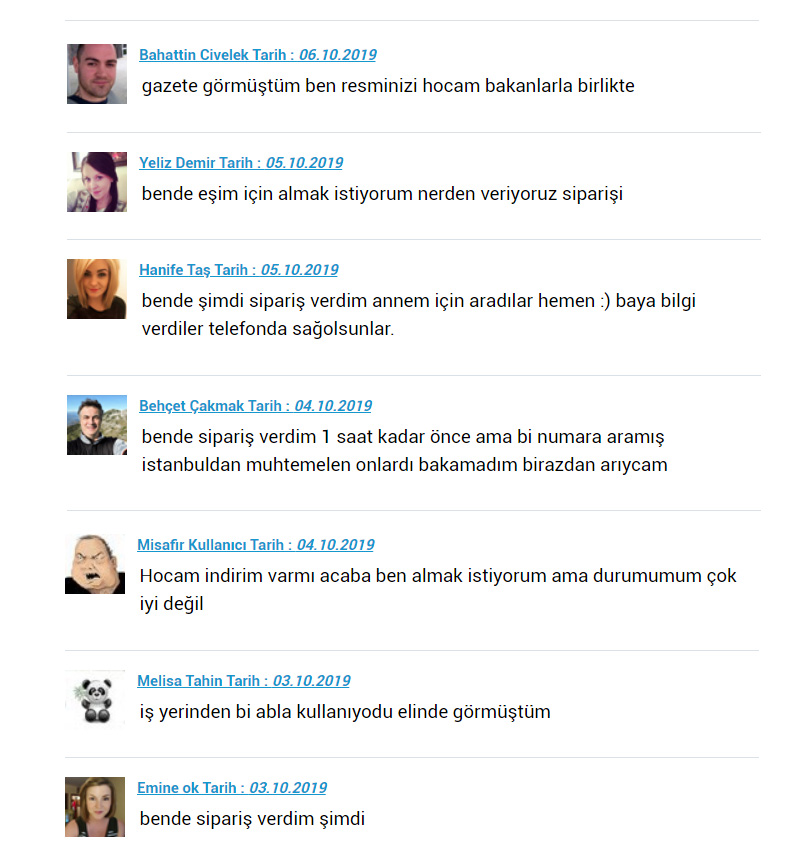 Bahattin Civelek Tarih : 06.10.2019
gazete görmüştüm ben resminizi hocam bakanlarla birlikte
Yeliz Demir Tarih : 05.10.2019
bende eşim için almak istiyorum nerden veriyoruz siparişi
Hanife Taş Tarih : 05.10.2019
bende şimdi sipariş verdim annem için aradılar hemen :) baya bilgi
verdiler telefonda sağolsunlar.
Behçet Çakmak Tarih : 04.10.2019
bende sipariş verdim 1 saat kadar önce ama bi numara aramış
istanbuldan muhtemelen onlardı bakamadım birazdan arıycam
Misafir Kullanıcı Tarih : 04.10.2019
Hocam indirim varmı acaba ben almak istiyorum ama durumumum çok
iyi değil
Melisa Tahin Tarih : 03.10.2019
iş yerinden bi abla kullanıyodu elinde görmüştüm
Emine ok Tarih : 03.10.2019
bende sipariş verdim şimdi